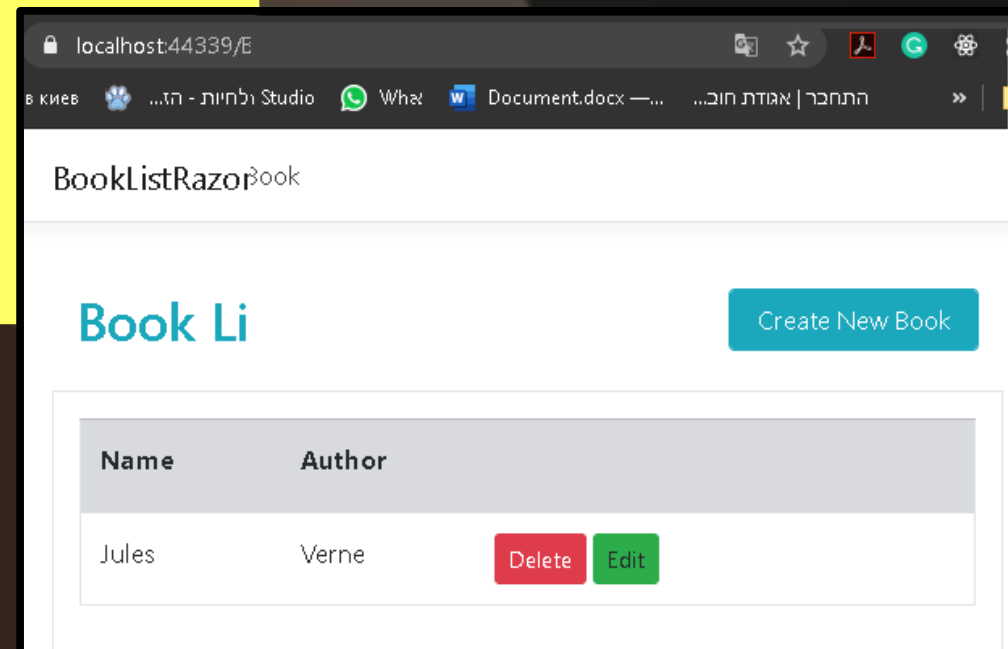 localhost:44339/E
в киев ...ולחיות - הז Studio Document.docx — ... ...התחבר | אגודת חוב »
BookListRazor Book
Book Li Create New Book
Name Author
Jules Verne Delete Edit